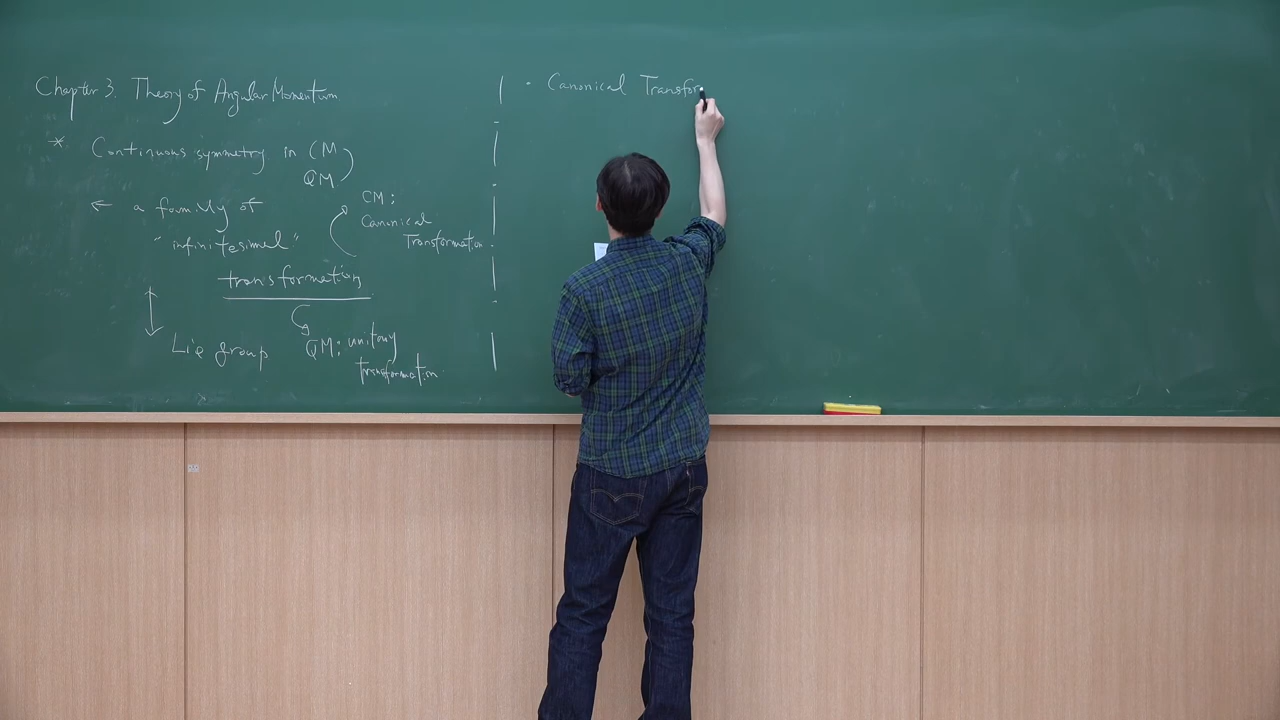 Chapter 3. Theory of Angular Momentum
* Continuous symmetry in CM)
QM
← a family of
"infinitesimal"
transformation
CM:
Canonical
Transformation
↕
Lie group
QM: unitary
transformation
• Canonical Transfor